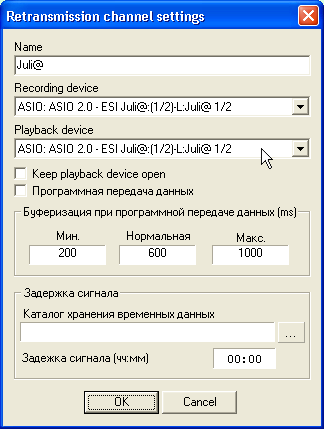 Retransmission channel settings
Name
Juli@
Recording device
ASIO: ASIO 2.0 - ESI Juli@:(1/2)-L:Juli@ 1/2
Playback device
ASIO: ASIO 2.0 - ESI Juli@:(1/2)-L:Juli@ 1/2
Keep playback device open
Программная передача данных
Буферизация при программной передаче данных (ms)
Мин. Нормальная Макс.
200 600 1000
Задержка сигнала
Каталог хранения временных данных
...
Задежка сигнала (чч:мм) 00:00
OK Cancel